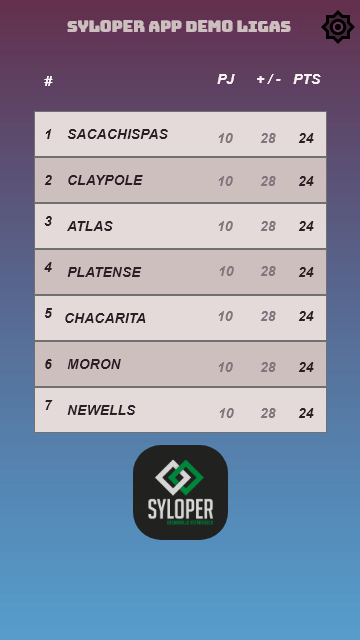 SYLOPER APP DEMO LIGAS
# PJ + / - PTS
1 SACACHISPAS 10 28 24
2 CLAYPOLE 10 28 24
3 ATLAS 10 28 24
4 PLATENSE 10 28 24
5 CHACARITA 10 28 24
6 MORON 10 28 24
7 NEWELLS 10 28 24
SYLOPER